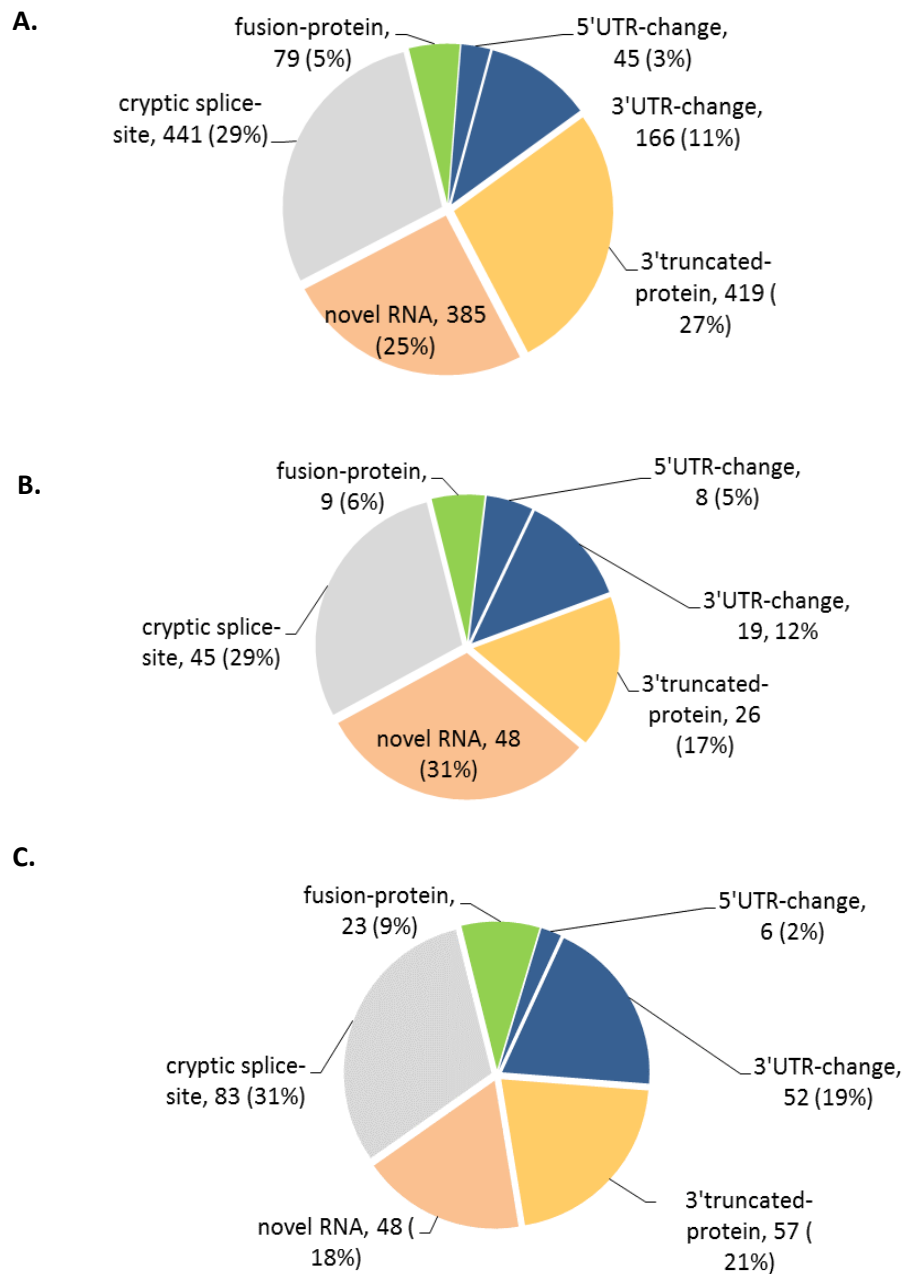 A.
fusion-protein,
79 (5%)
5'UTR-change,
45 (3%)
cryptic splice-
site, 441 (29%)
3'UTR-change,
166 (11%)
3'truncated-
protein, 419 (
27%)
novel RNA, 385
(25%)
B.
fusion-protein,
9 (6%)
5'UTR-change,
8 (5%)
3'UTR-change,
19, 12%
cryptic splice-
site, 45 (29%)
3'truncated-
protein, 26
(17%)
novel RNA, 48
(31%)
C.
fusion-protein,
23 (9%)
5'UTR-change,
6 (2%)
cryptic splice-
site, 83 (31%)
3'UTR-change,
52 (19%)
3'truncated-
protein, 57 (
21%)
novel RNA, 48 (
18%)